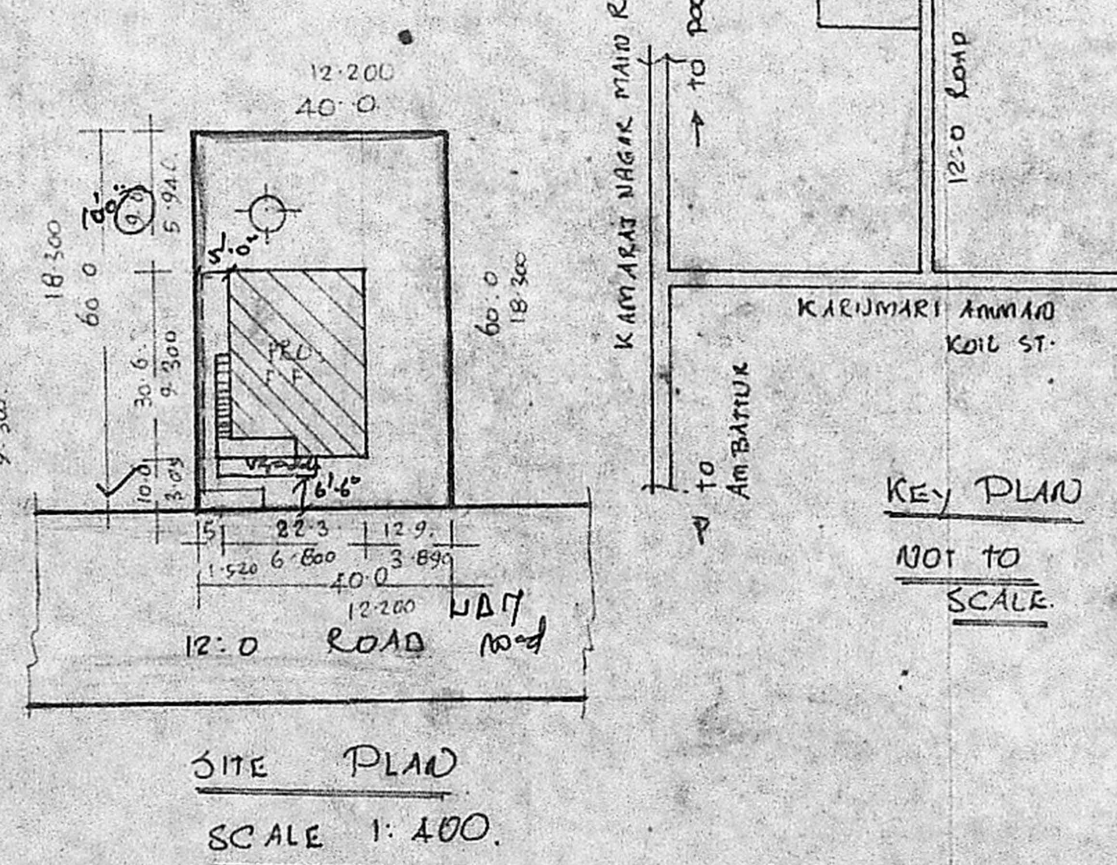 12.200
40.0
18 300
60 0
5.940
5'.0"
30.6
9.300
10.0
3.05
60.0
18.300
6'.6"
5
22.3
12.9.
1.520
6.800
3.890
40.0
12.200
12:0 ROAD
road
SITE PLAN
SCALE 1:400.
KAMARAJ NAGAR MAIN R
→ TO
12:0 ROAD
KARUMARI AMMAN
KOIL ST.
TO
AMBATTUR
KEY PLAN
NOT TO
SCALE.